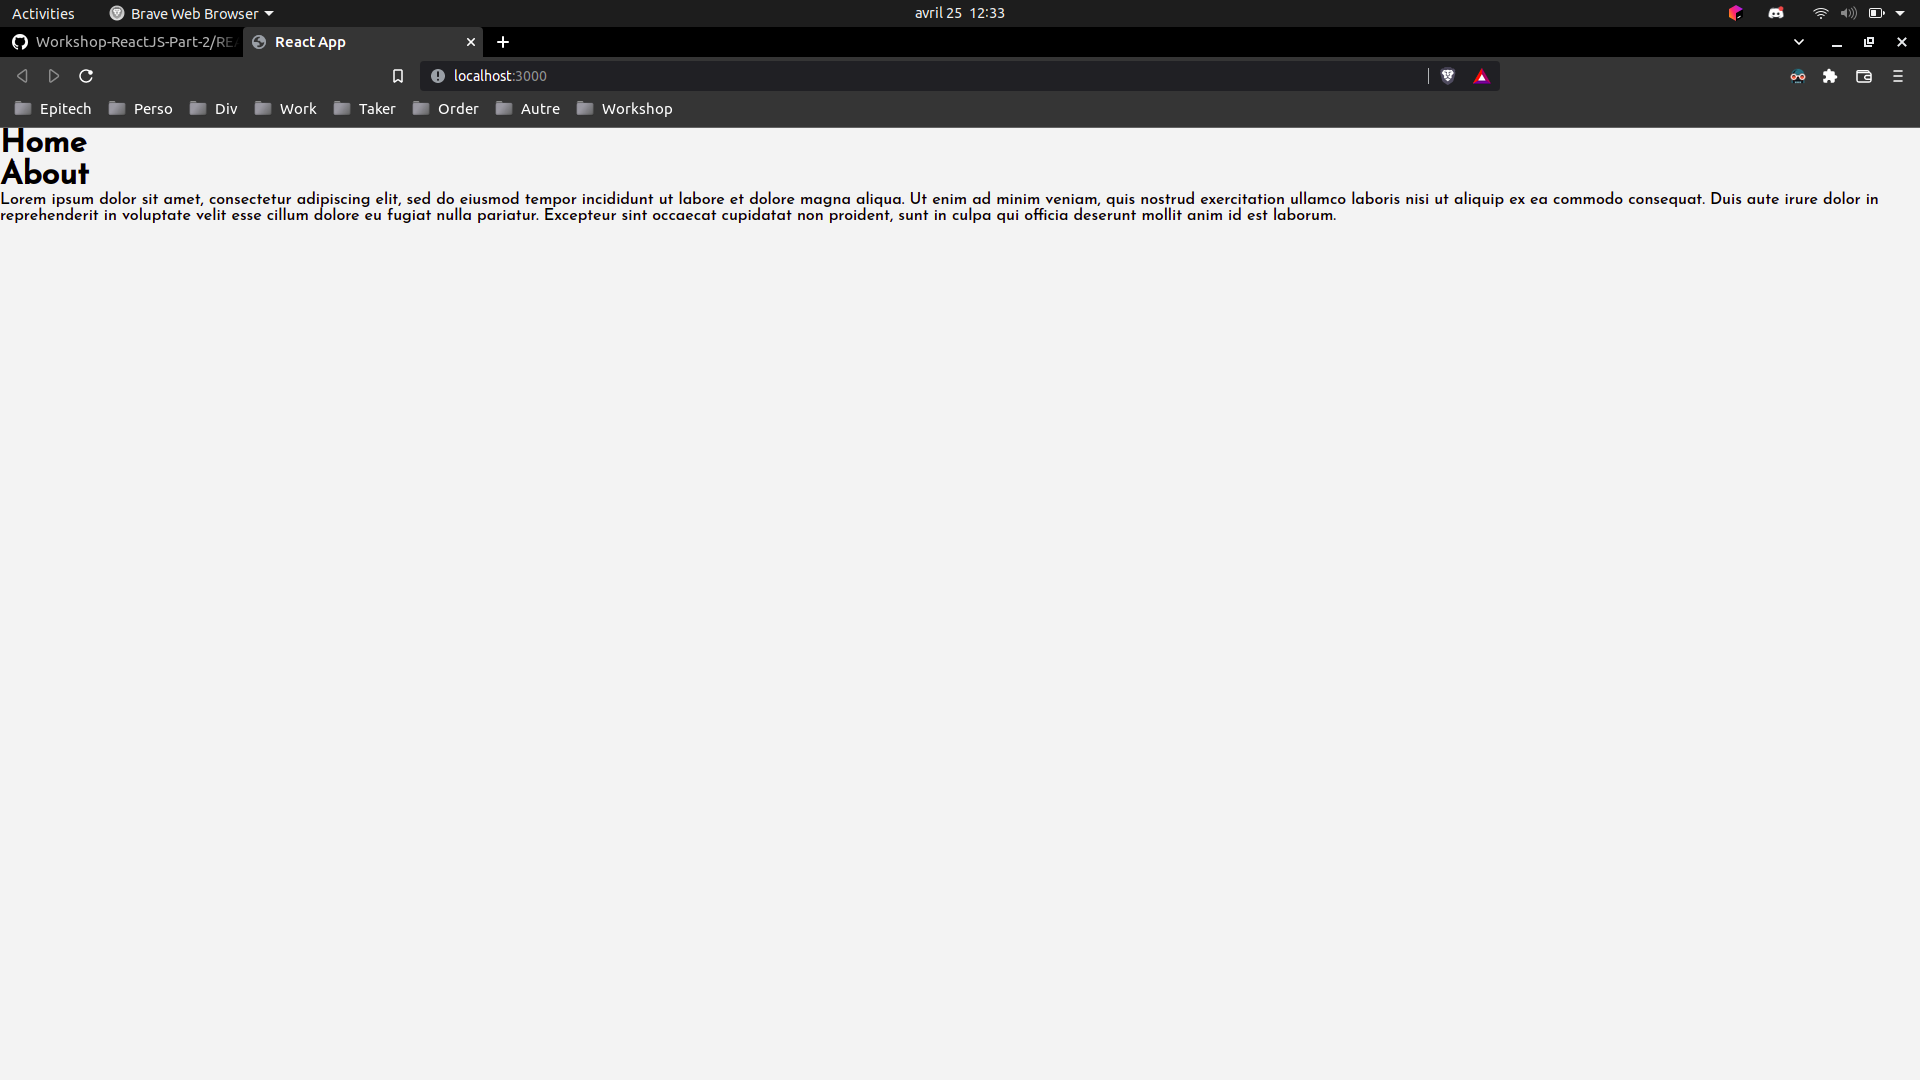 Activities Brave Web Browser avril 25 12:33
Workshop-ReactJS-Part-2/RE React App
localhost:3000
Epitech Perso Div Work Taker Order Autre Workshop
Home
About
Lorem ipsum dolor sit amet, consectetur adipiscing elit, sed do eiusmod tempor incididunt ut labore et dolore magna aliqua. Ut enim ad minim veniam, quis nostrud exercitation ullamco laboris nisi ut aliquip ex ea commodo consequat. Duis aute irure dolor in
reprehenderit in voluptate velit esse cillum dolore eu fugiat nulla pariatur. Excepteur sint occaecat cupidatat non proident, sunt in culpa qui officia deserunt mollit anim id est laborum.